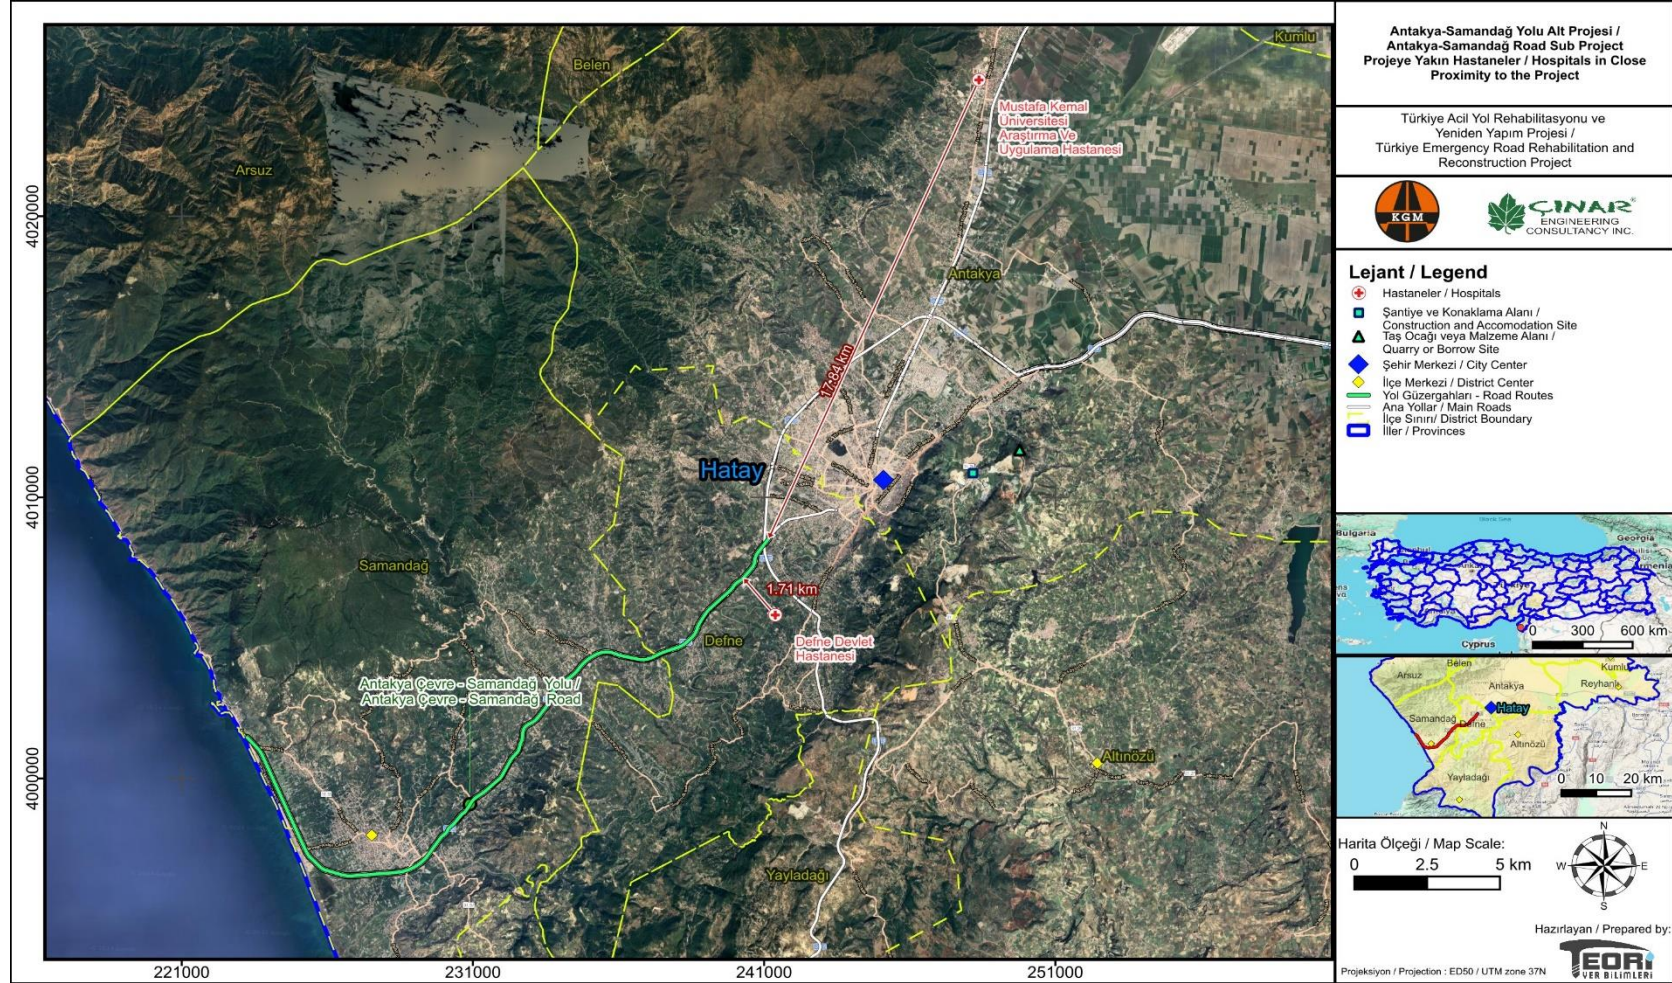 Antakya-Samandağ Yolu Alt Projesi /
Antakya-Samandağ Road Sub Project
Projeye Yakın Hastaneler / Hospitals in Close
Proximity to the Project
Türkiye Acil Yol Rehabilitasyonu ve
Yeniden Yapım Projesi /
Türkiye Emergency Road Rehabilitation and
Reconstruction Project
KGM
ÇINAR
ENGINEERING
CONSULTANCY INC.
Lejant / Legend
Hastaneler / Hospitals
Şantiye ve Konaklama Alanı /
Construction and Accomodation Site
Taş Ocağı veya Malzeme Alanı /
Quarry or Borrow Site
Şehir Merkezi / City Center
İlçe Merkezi / District Center
Yol Güzergahları - Road Routes
Ana Yollar / Main Roads
İlçe Sınırı/ District Boundary
İller / Provinces
Kumlu
Belen
Arsuz
Mustafa Kemal
Üniversitesi
Araştırma Ve
Uygulama Hastanesi
Antakya
17.84 km
Hatay
Samandağ
1.71 km
Defne
Defne Devlet
Hastanesi
Antakya Çevre - Samandağ Yolu /
Antakya Çevre - Samandağ Road
Altınözü
Yayladağı
4020000
4010000
4000000
221000
231000
241000
251000
Bulgaria
Georgia
Cyprus
0 300 600 km
Belen
Kumlu
Arsuz
Reyhanlı
Antakya
Hatay
Samandağ
Defne
Altınözü
Yayladağı
0 10 20 km
Harita Ölçeği / Map Scale:
0 2.5 5 km
N
W
E
S
Hazırlayan / Prepared by:
TEORİ
YER BİLİMLERİ
Projeksiyon / Projection : ED50 / UTM zone 37N